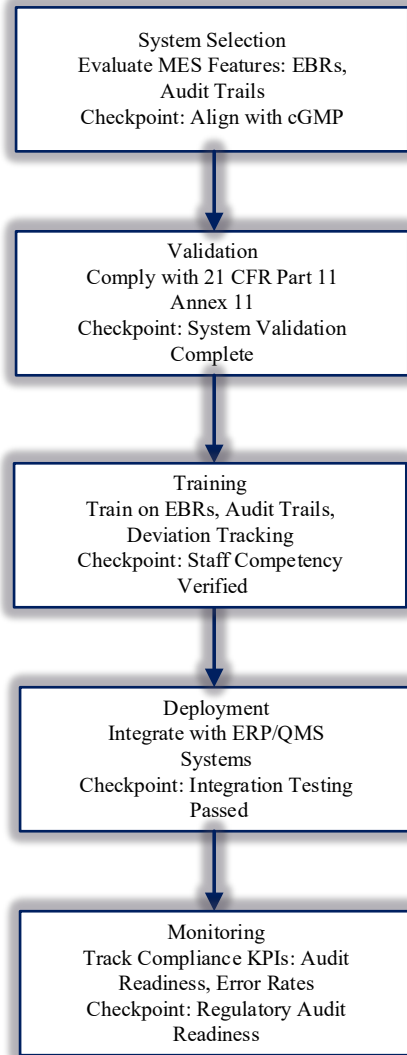 System Selection
Evaluate MES Features: EBRs,
Audit Trails
Checkpoint: Align with cGMP
Validation
Comply with 21 CFR Part 11
Annex 11
Checkpoint: System Validation
Complete
Training
Train on EBRs, Audit Trails,
Deviation Tracking
Checkpoint: Staff Competency
Verified
Deployment
Integrate with ERP/QMS
Systems
Checkpoint: Integration Testing
Passed
Monitoring
Track Compliance KPIs: Audit
Readiness, Error Rates
Checkpoint: Regulatory Audit
Readiness